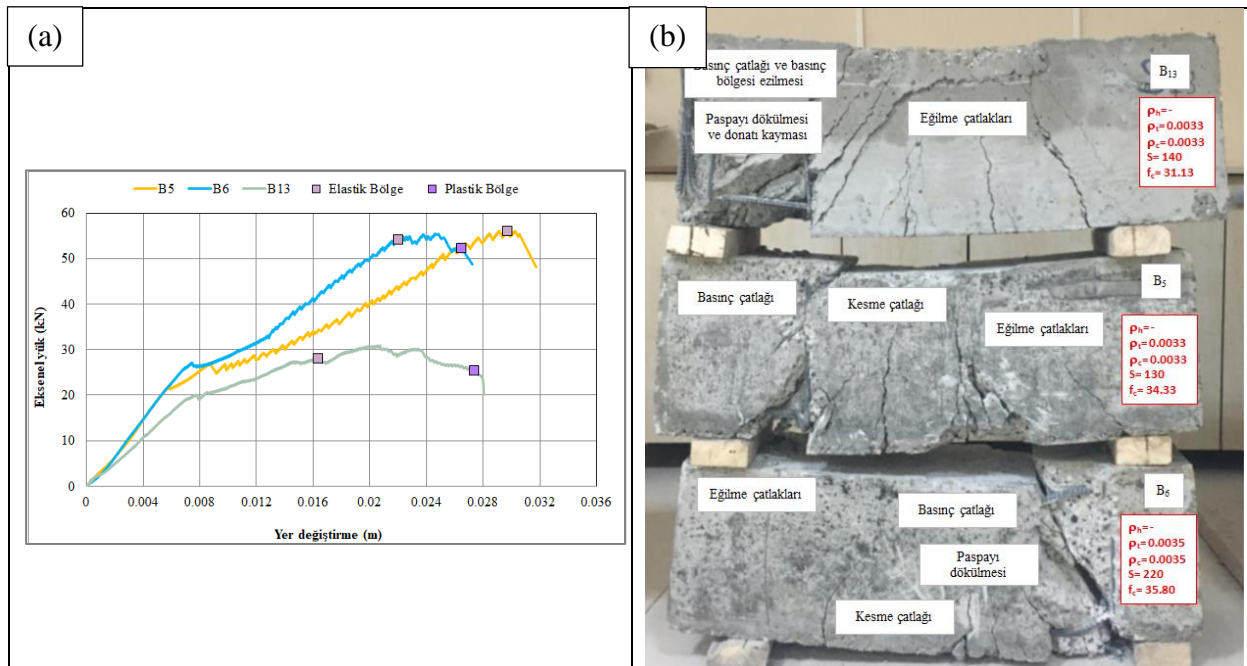 (a)
B5 B6 B13 Elastik Bölge Plastik Bölge
Eksenel yük (kN)
60
50
40
30
20
10
0
0 0.004 0.008 0.012 0.016 0.02 0.024 0.028 0.032 0.036
Yer değiştirme (m)
(b)
Basınç çatlağı ve basınç
bölgesi ezilmesi
Paspayı dökülmesi
ve donatı kayması
Eğilme çatlakları
B13
ρh=-
ρt=0.0033
ρc=0.0033
S= 140
fc= 31.13
Basınç çatlağı
Kesme çatlağı
Eğilme çatlakları
B5
ρh=-
ρt=0.0033
ρc=0.0033
S= 130
fc= 34.33
Eğilme çatlakları
Basınç çatlağı
Paspayı
dökülmesi
Kesme çatlağı
B6
ρh=-
ρt=0.0035
ρc=0.0035
S= 220
fc= 35.80